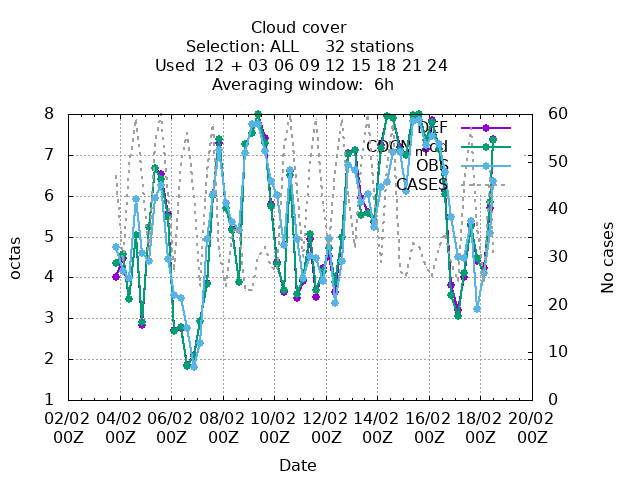 Cloud cover
Selection: ALL 32 stations
Used 12 + 03 06 09 12 15 18 21 24
Averaging window: 6h
8 60
7 50
6 40
5 30
4 20
3 10
2 0
1
octas
No cases
DEF
OBS
CASES
02/02 04/02 06/02 08/02 10/02 12/02 14/02 16/02 18/02 20/02
00Z 00Z 00Z 00Z 00Z 00Z 00Z 00Z 00Z 00Z
Date